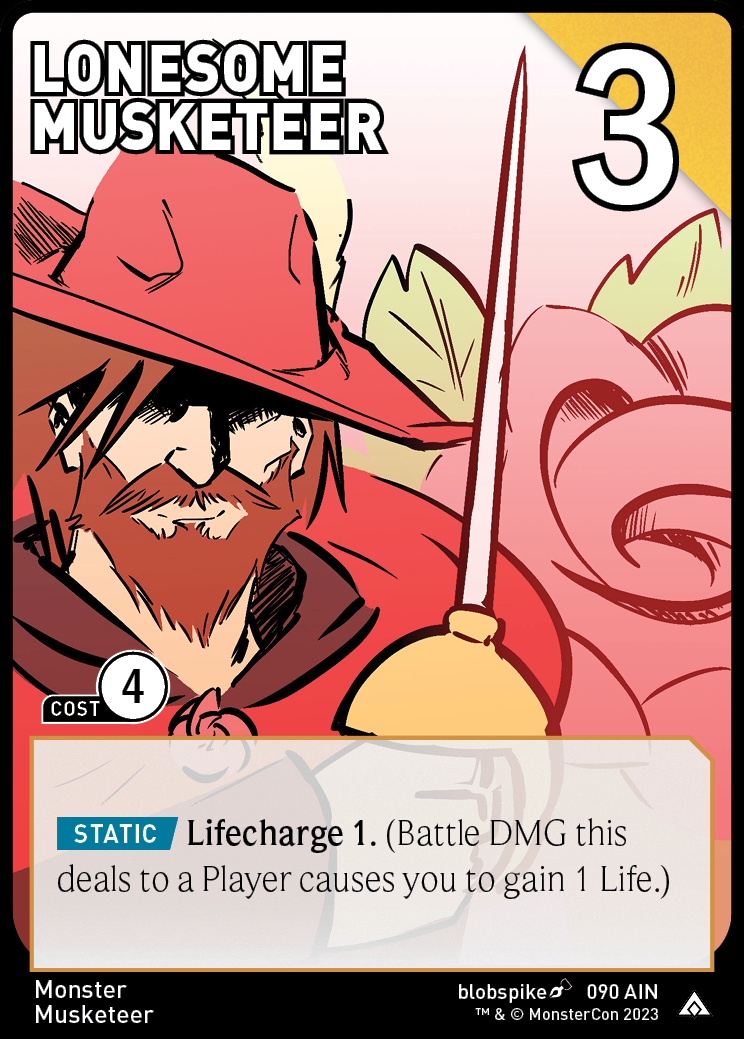 LONESOME
MUSKETEER
3
COST 4
STATIC Lifecharge 1. (Battle DMG this
deals to a Player causes you to gain 1 Life.)
Monster
Musketeer
blobspike 090 AIN
™ & © MonsterCon 2023